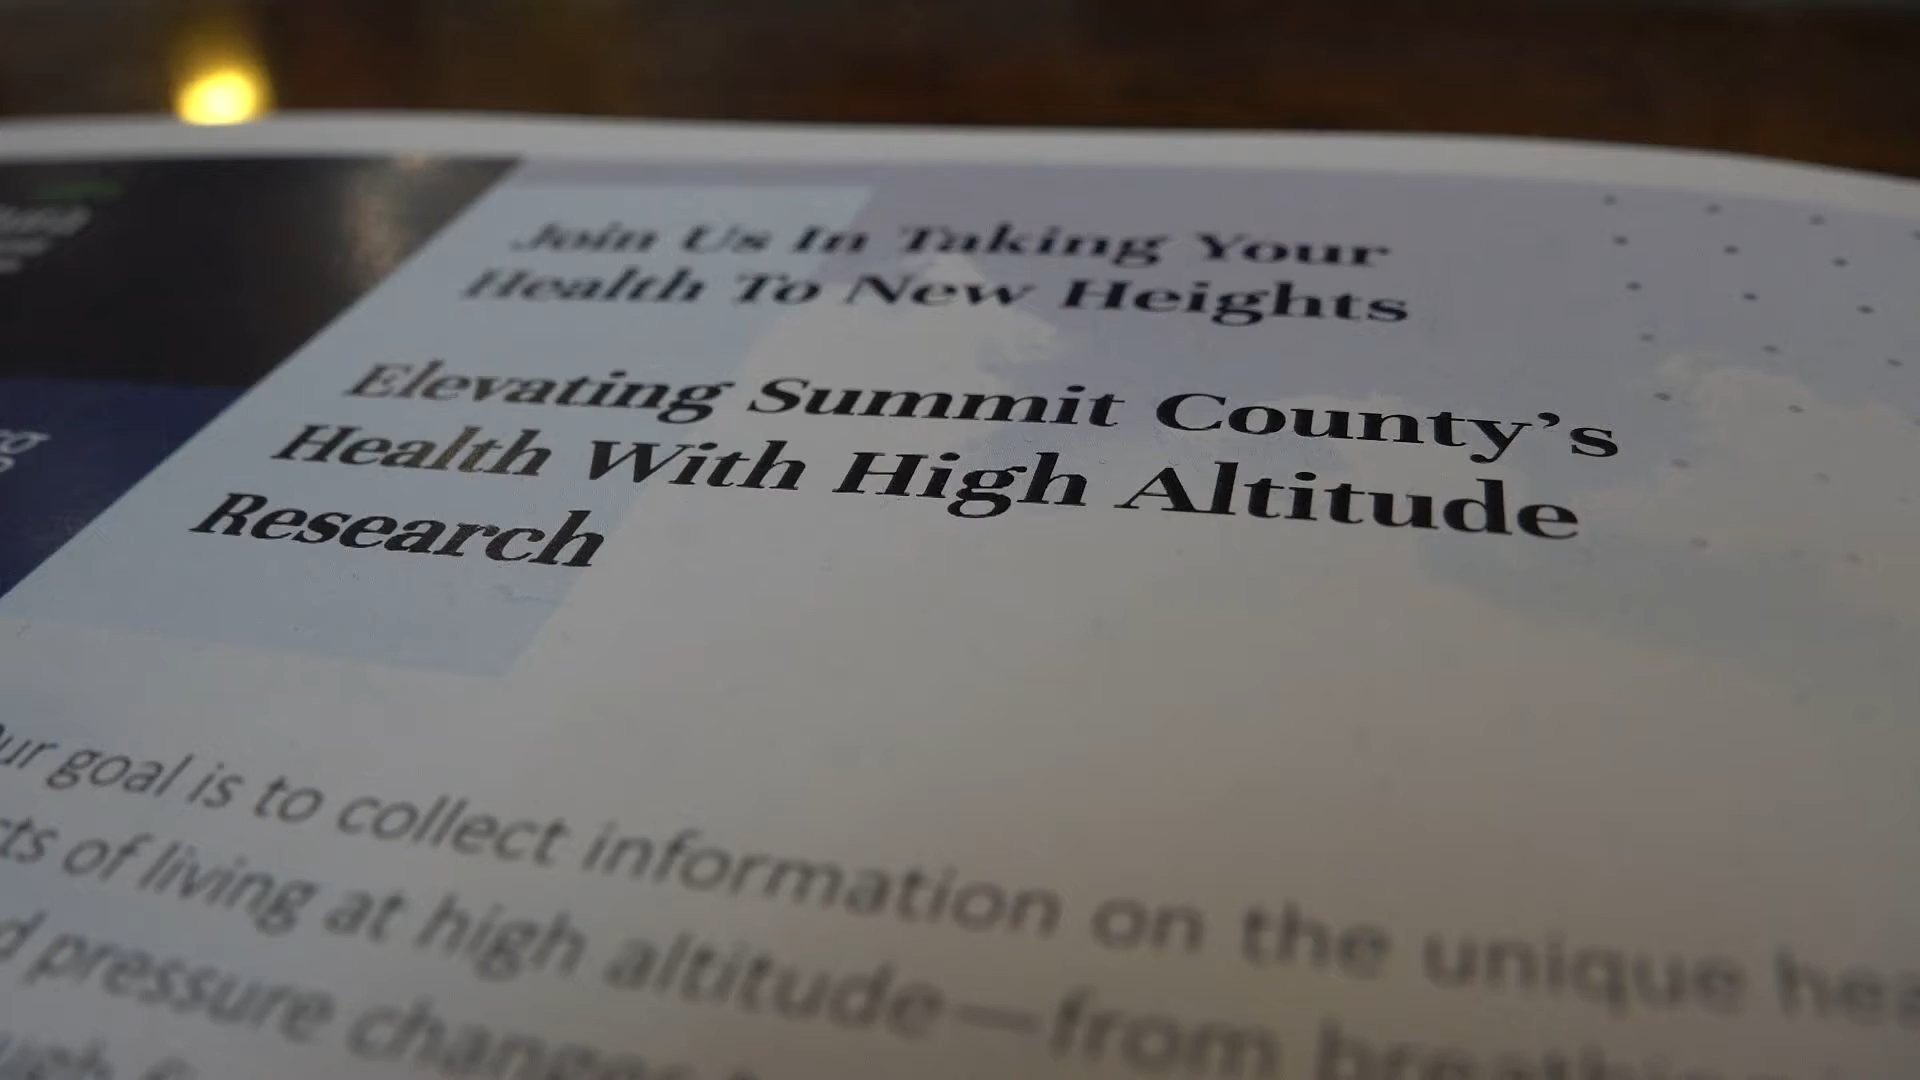 Join Us In Taking Your
Health To New Heights
Elevating Summit County’s
Health With High Altitude
Research
goal is to collect information on the unique
of living at high altitude—from
pressure changes